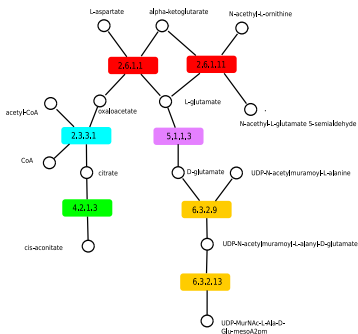 L-aspartate
alpha-ketoglutarate
N-acethyl-L-ornithine
2.6.1.1
2.6.1.11
acetyl-CoA
oxaloacetate
L-glutamate
N-acethyl-L-glutamate 5-semialdehyde
2.3.3.1
5,1,1,3
CoA
citrate
D-glutamate
UDP-N-acetylmuramoyl-L-alanine
4.2.1.3
6.3.2.9
cis-aconitate
UDP-N-acetylmuramoyl-L-alanyl-D-glutamate
6.3.2.13
UDP-MurNAc-L-Ala-D-
Glu-mesoA2pm